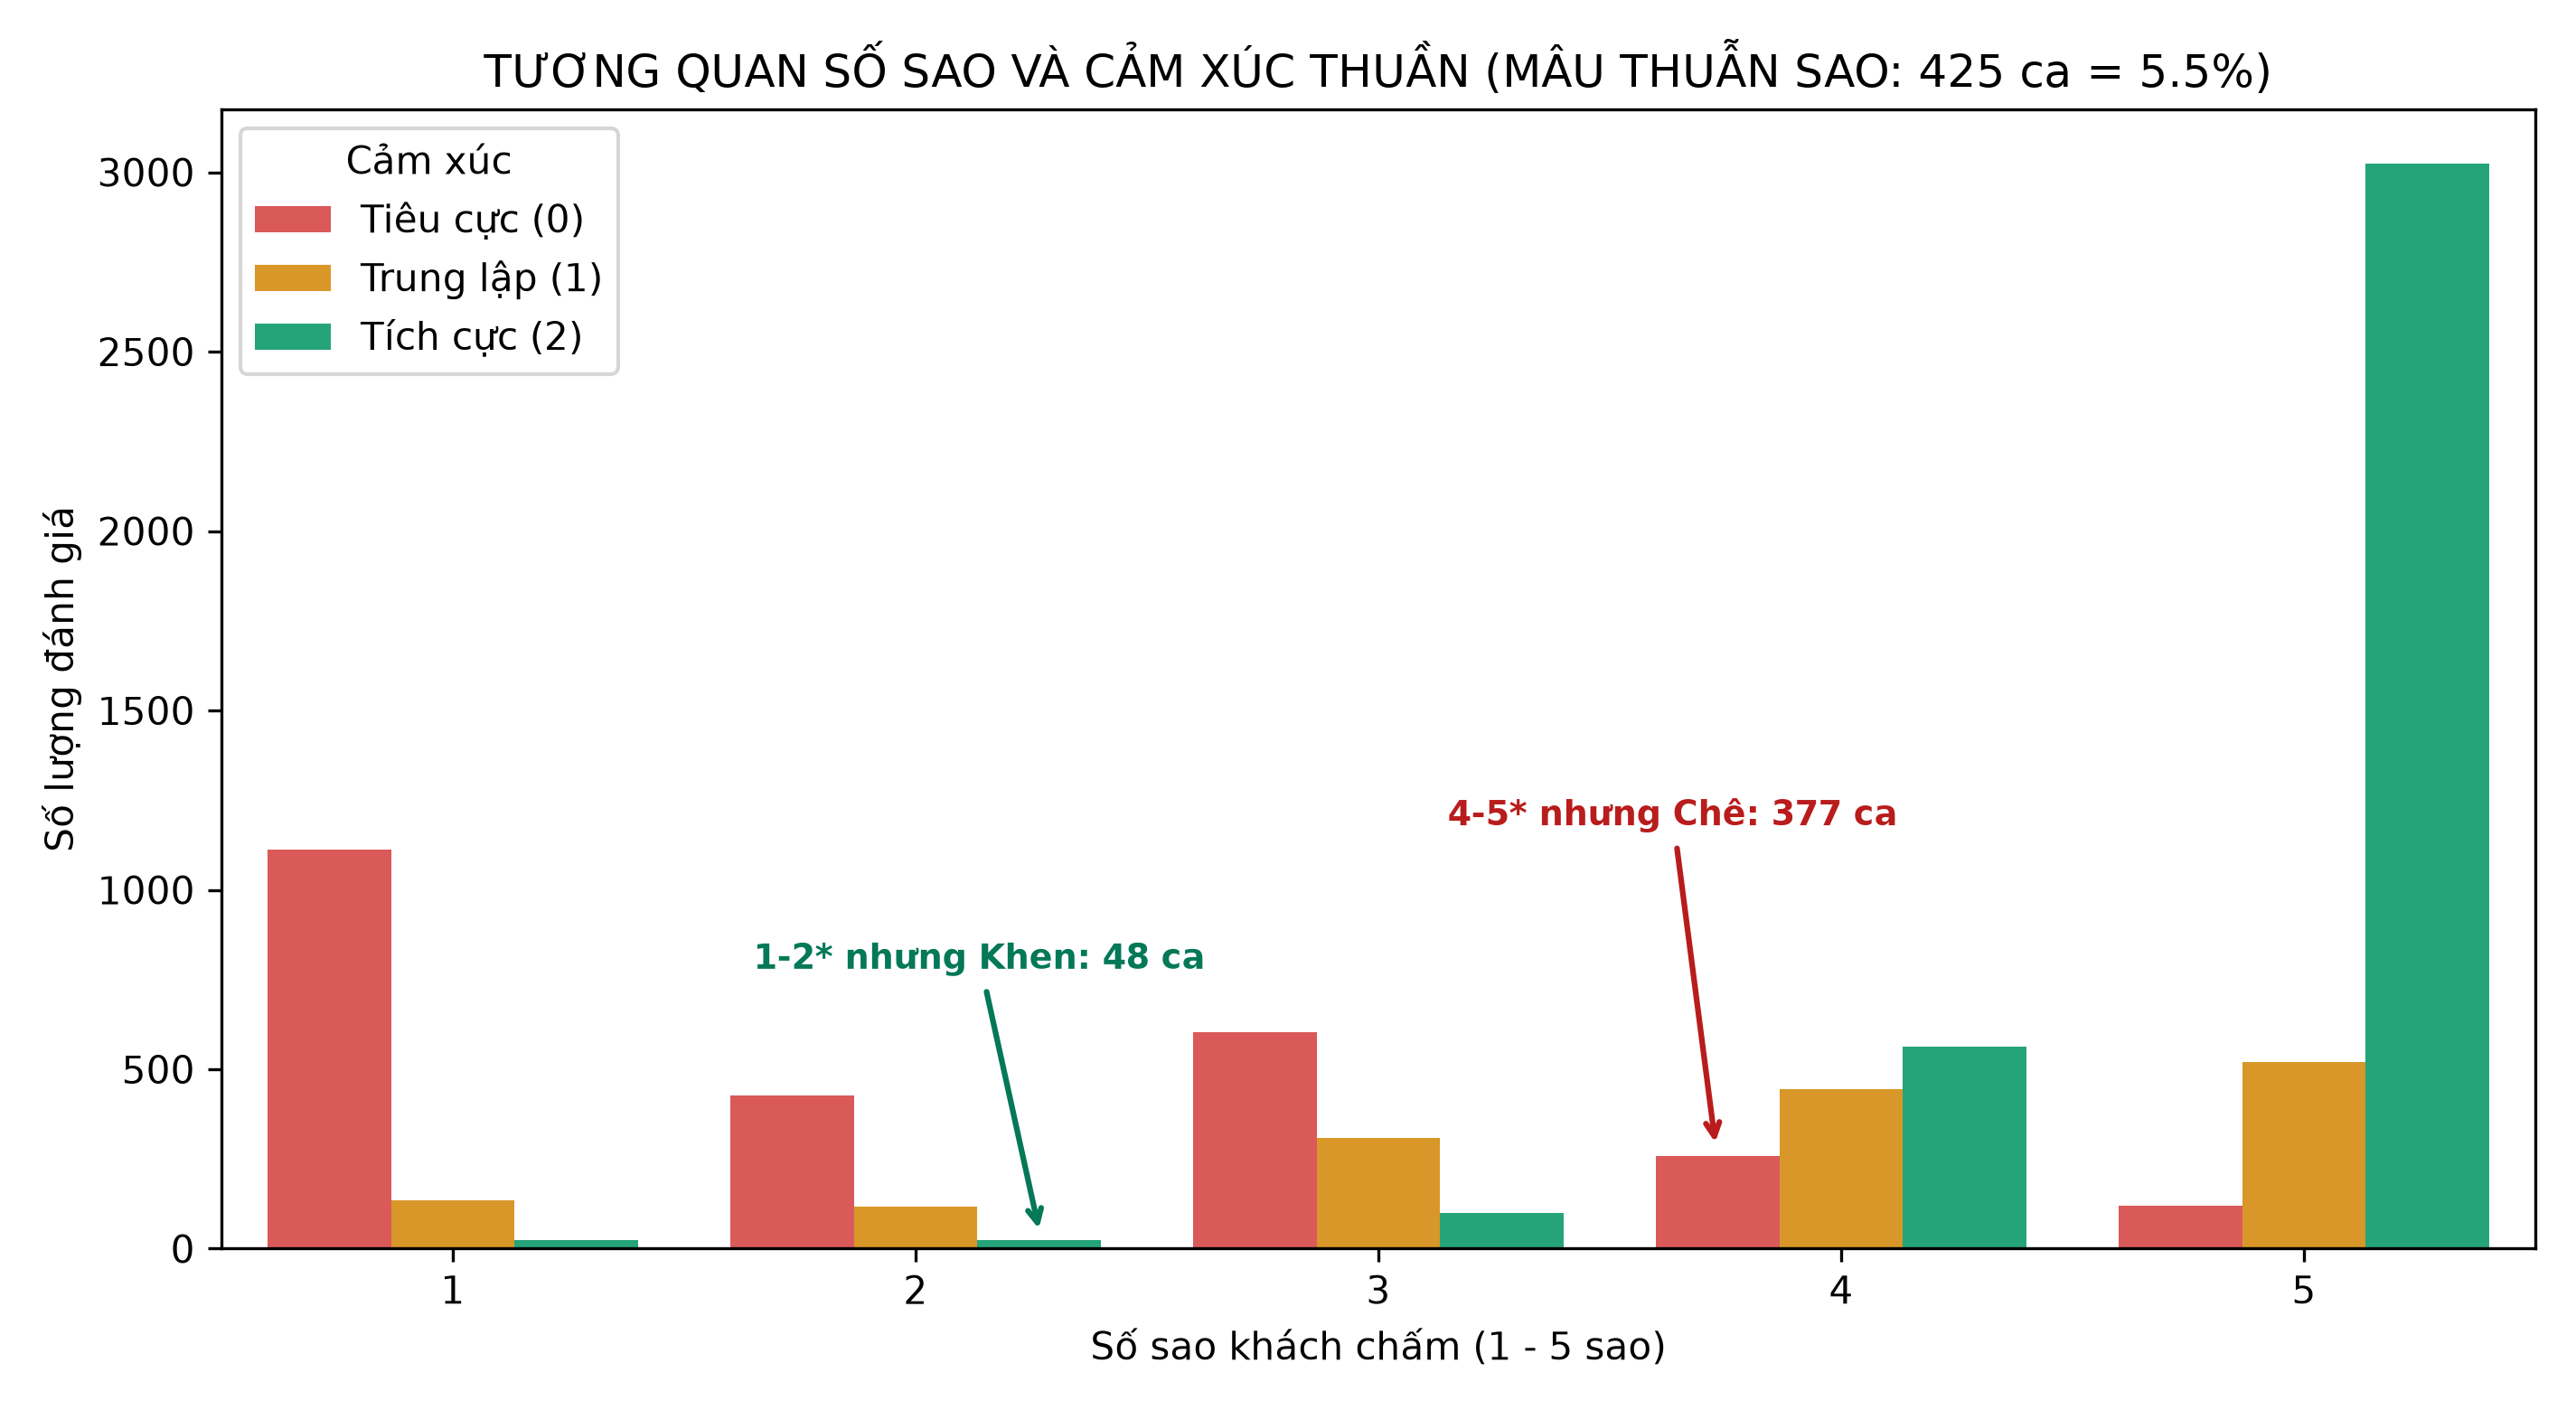 TƯƠNG QUAN SỐ SAO VÀ CẢM XÚC THUẦN (MÂU THUẪN SAO: 425 ca = 5.5%)
Cảm xúc
Tiêu cực (0)
Trung lập (1)
Tích cực (2)
Số lượng đánh giá
3000
2500
2000
1500
1000
500
0
4-5* nhưng Chê: 377 ca
1-2* nhưng Khen: 48 ca
1 2 3 4 5
Số sao khách chấm (1 - 5 sao)